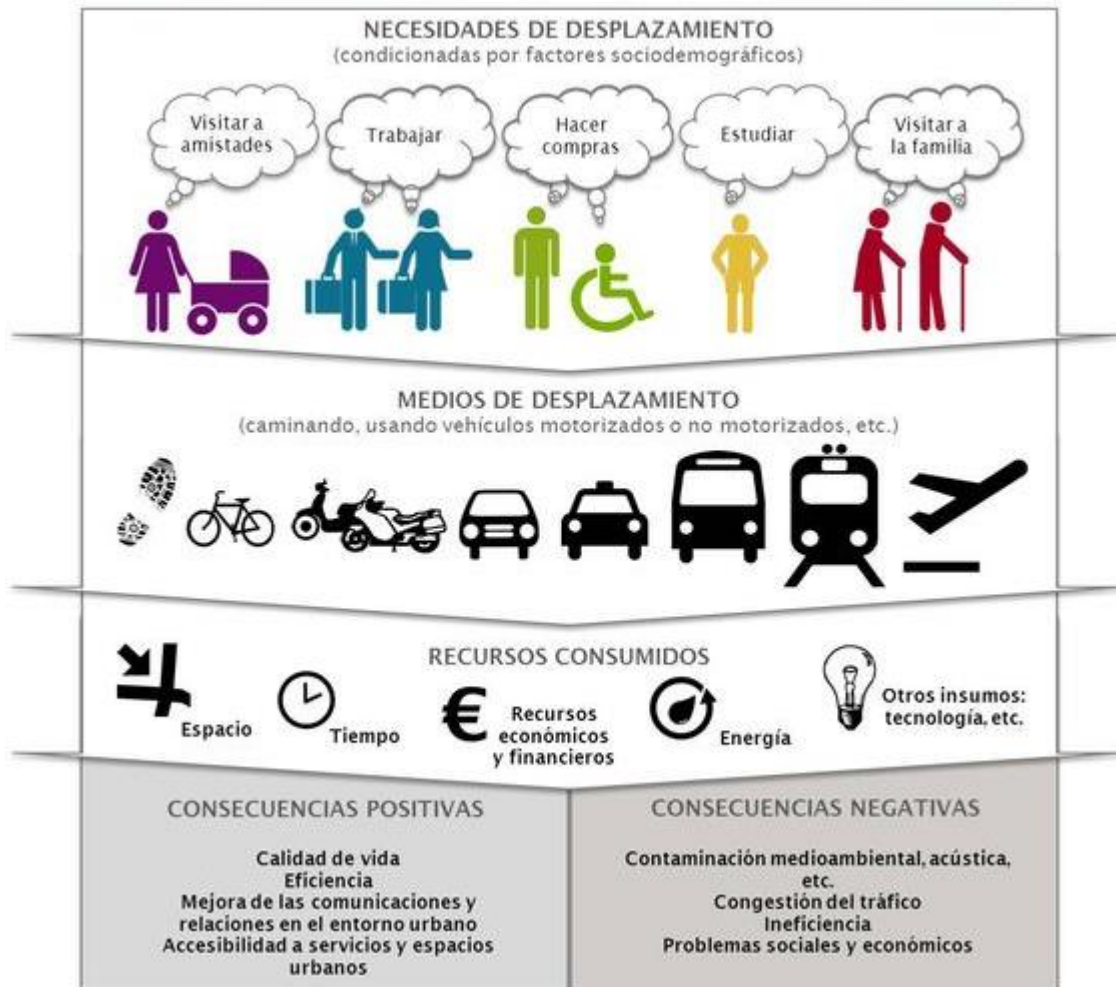 NECESIDADES DE DESPLAZAMIENTO
(condicionadas por factores sociodemográficos)
Visitar a
amistades
Trabajar
Hacer
compras
Estudiar
Visitar a
la familia
MEDIOS DE DESPLAZAMIENTO
(caminando, usando vehículos motorizados o no motorizados, etc.)
RECURSOS CONSUMIDOS
Espacio
Tiempo
€
Recursos
económicos
y financieros
Energía
Otros insumos:
tecnología, etc.
CONSECUENCIAS POSITIVAS
Calidad de vida
Eficiencia
Mejora de las comunicaciones y
relaciones en el entorno urbano
Accesibilidad a servicios y espacios
urbanos
CONSECUENCIAS NEGATIVAS
Contaminación medioambiental, acústica,
etc.
Congestión del tráfico
Ineficiencia
Problemas sociales y económicos